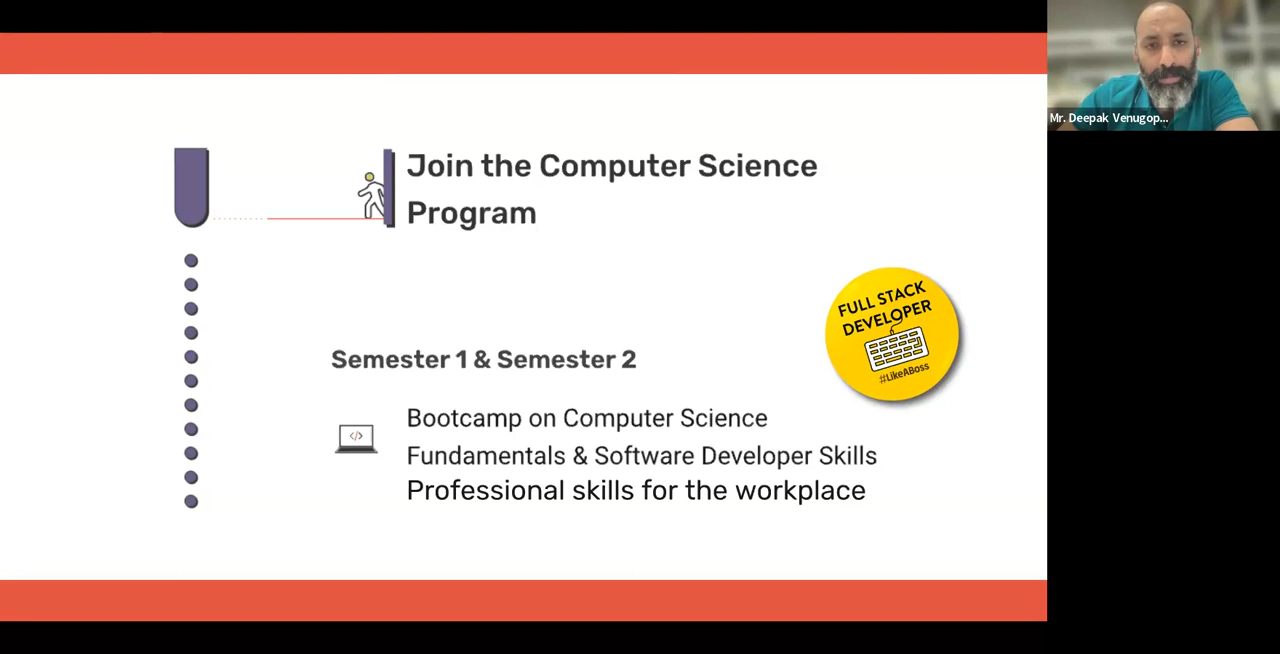 Join the Computer Science
Program
FULL STACK
DEVELOPER
#LikeABoss
Semester 1 & Semester 2
Bootcamp on Computer Science
</>
Fundamentals & Software Developer Skills
Professional skills for the workplace
Mr. Deepak Venugop...